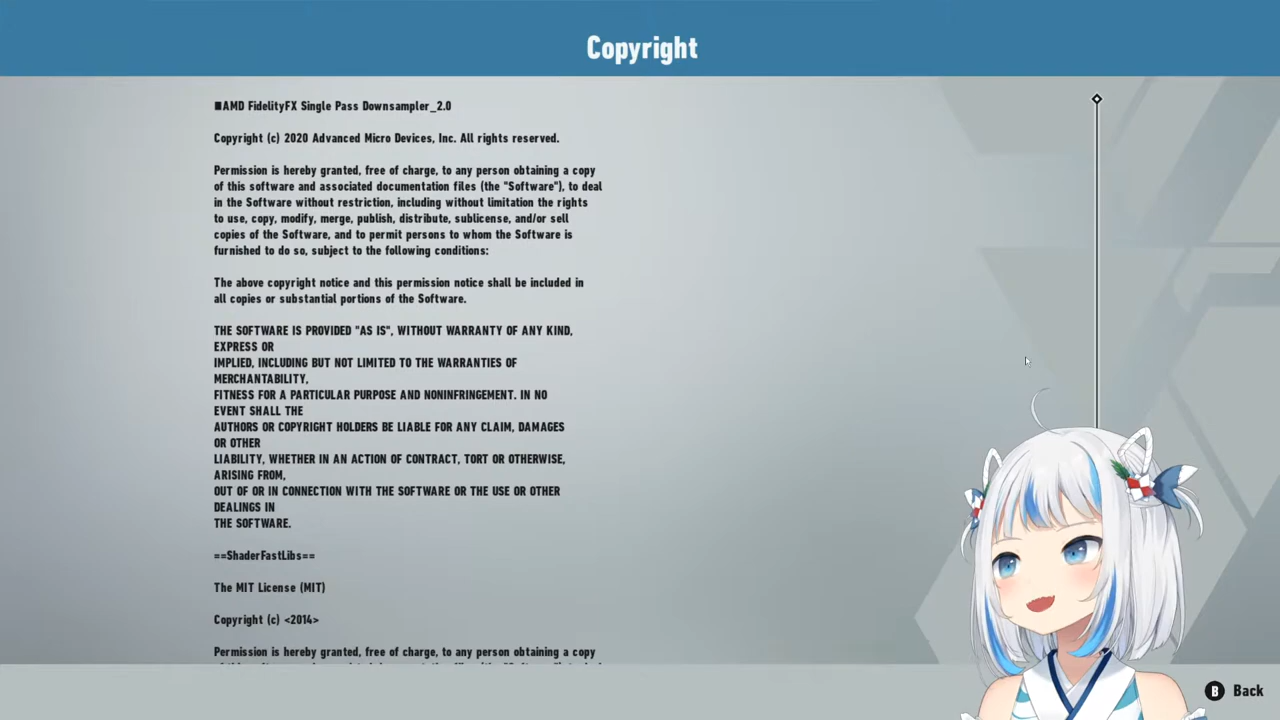 Copyright
■AMD FidelityFX Single Pass Downsampler_2.0
Copyright (c) 2020 Advanced Micro Devices, Inc. All rights reserved.
Permission is hereby granted, free of charge, to any person obtaining a copy
of this software and associated documentation files (the "Software"), to deal
in the Software without restriction, including without limitation the rights
to use, copy, modify, merge, publish, distribute, sublicense, and/or sell
copies of the Software, and to permit persons to whom the Software is
furnished to do so, subject to the following conditions:
The above copyright notice and this permission notice shall be included in
all copies or substantial portions of the Software.
THE SOFTWARE IS PROVIDED "AS IS", WITHOUT WARRANTY OF ANY KIND,
EXPRESS OR
IMPLIED, INCLUDING BUT NOT LIMITED TO THE WARRANTIES OF
MERCHANTABILITY,
FITNESS FOR A PARTICULAR PURPOSE AND NONINFRINGEMENT. IN NO
EVENT SHALL THE
AUTHORS OR COPYRIGHT HOLDERS BE LIABLE FOR ANY CLAIM, DAMAGES
OR OTHER
LIABILITY, WHETHER IN AN ACTION OF CONTRACT, TORT OR OTHERWISE,
ARISING FROM,
OUT OF OR IN CONNECTION WITH THE SOFTWARE OR THE USE OR OTHER
DEALINGS IN
THE SOFTWARE.
==ShaderFastLibs==
The MIT License (MIT)
Copyright (c) <2014>
Permission is hereby granted, free of charge, to any person obtaining a copy
B Back